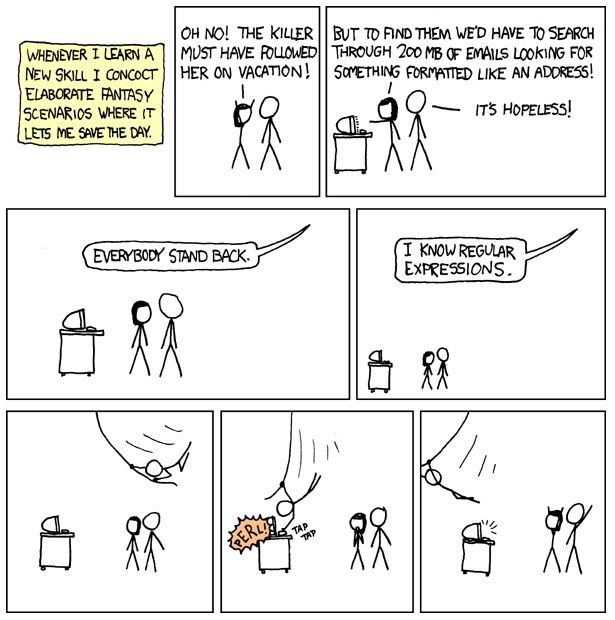 WHENEVER I LEARN A
NEW SKILL I CONCOCT
ELABORATE FANTASY
SCENARIOS WHERE IT
LETS ME SAVE THE DAY.
OH NO! THE KILLER
MUST HAVE FOLLOWED
HER ON VACATION!
BUT TO FIND THEM WE'D HAVE TO SEARCH
THROUGH 200 MB OF EMAILS LOOKING FOR
SOMETHING FORMATTED LIKE AN ADDRESS!
IT'S HOPELESS!
EVERYBODY STAND BACK.
I KNOW REGULAR
EXPRESSIONS.
PERL!
TAP
TAP